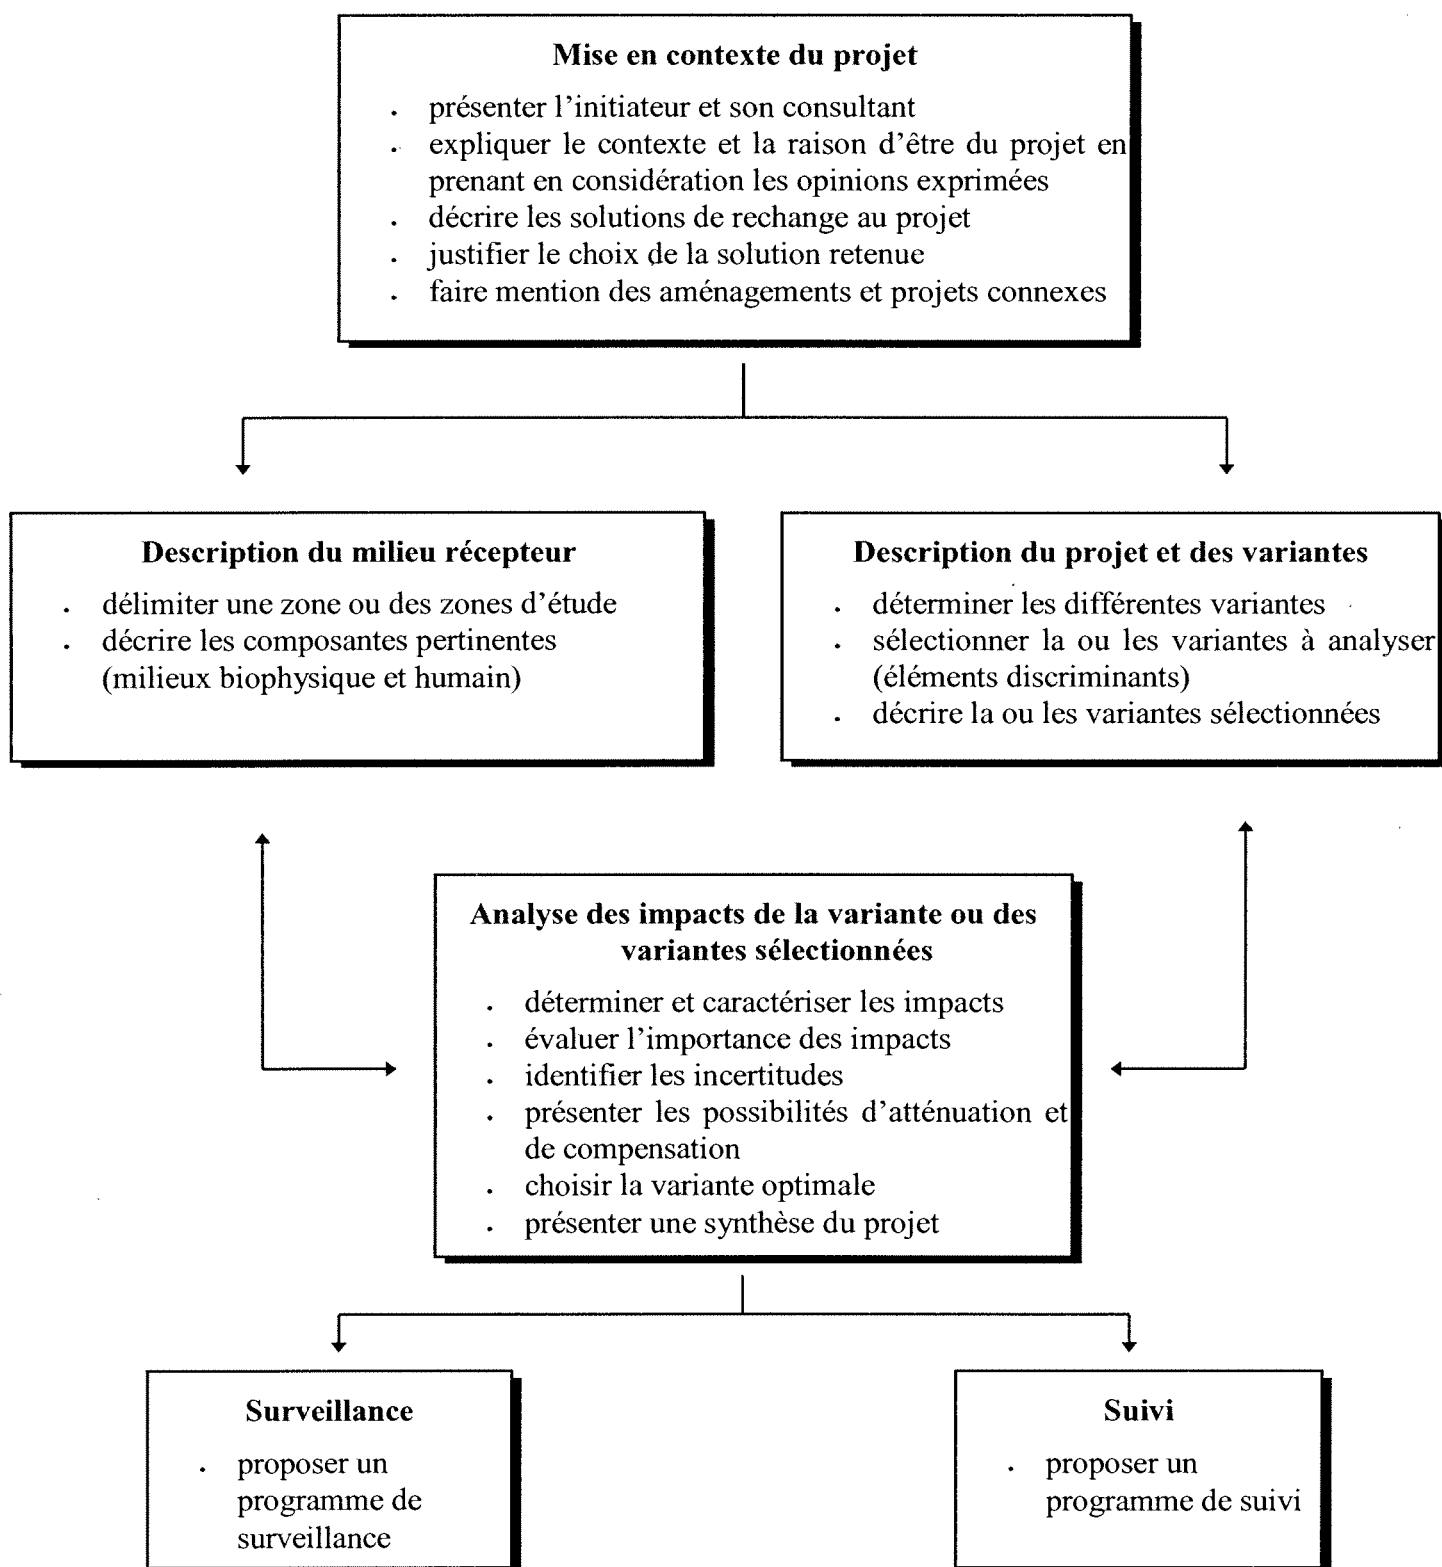 Mise en contexte du projet
. présenter l'initiateur et son consultant
. expliquer le contexte et la raison d'être du projet en
prenant en considération les opinions exprimées
. décrire les solutions de rechange au projet
. justifier le choix de la solution retenue
. faire mention des aménagements et projets connexes
Description du milieu récepteur
. délimiter une zone ou des zones d'étude
. décrire les composantes pertinentes
(milieux biophysique et humain)
Description du projet et des variantes
. déterminer les différentes variantes
. sélectionner la ou les variantes à analyser
(éléments discriminants)
. décrire la ou les variantes sélectionnées
Analyse des impacts de la variante ou des
variantes sélectionnées
. déterminer et caractériser les impacts
. évaluer l'importance des impacts
. identifier les incertitudes
. présenter les possibilités d'atténuation et
de compensation
. choisir la variante optimale
. présenter une synthèse du projet
Surveillance
. proposer un
programme de
surveillance
Suivi
. proposer un
programme de suivi